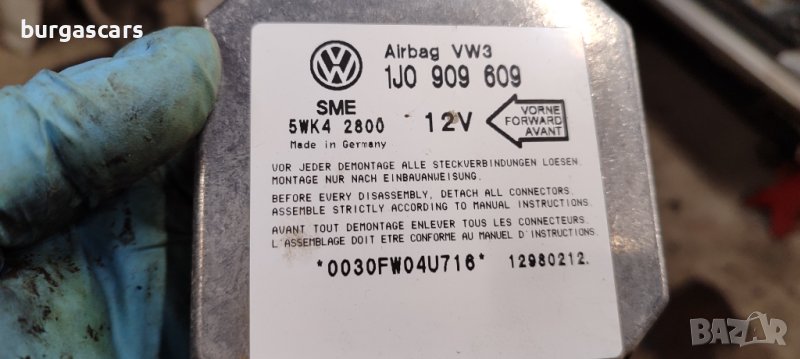 burgascars
Airbag VW3
1J0 909 609
SME
5WK4 2800
12V
VORNE
FORWARD
AVANT
Made in Germany
VOR JEDER DEMONTAGE ALLE STECKVERBINDUNGEN LOESEN.
MONTAGE NUR NACH EINBAUANWEISUNG.
BEFORE EVERY DISASSEMBLY, DETACH ALL CONNECTORS.
ASSEMBLE STRICTLY ACCORDING TO MANUAL INSTRUCTIONS.
AVANT TOUT DEMONTAGE ENLEVER TOUS LES CONNECTEURS.
L'ASSEMBLAGE DOIT ETRE CONFORME AU MANUEL D'INSTRUCTIONS.
*0030FW04U716* 12980212.
BAZAR